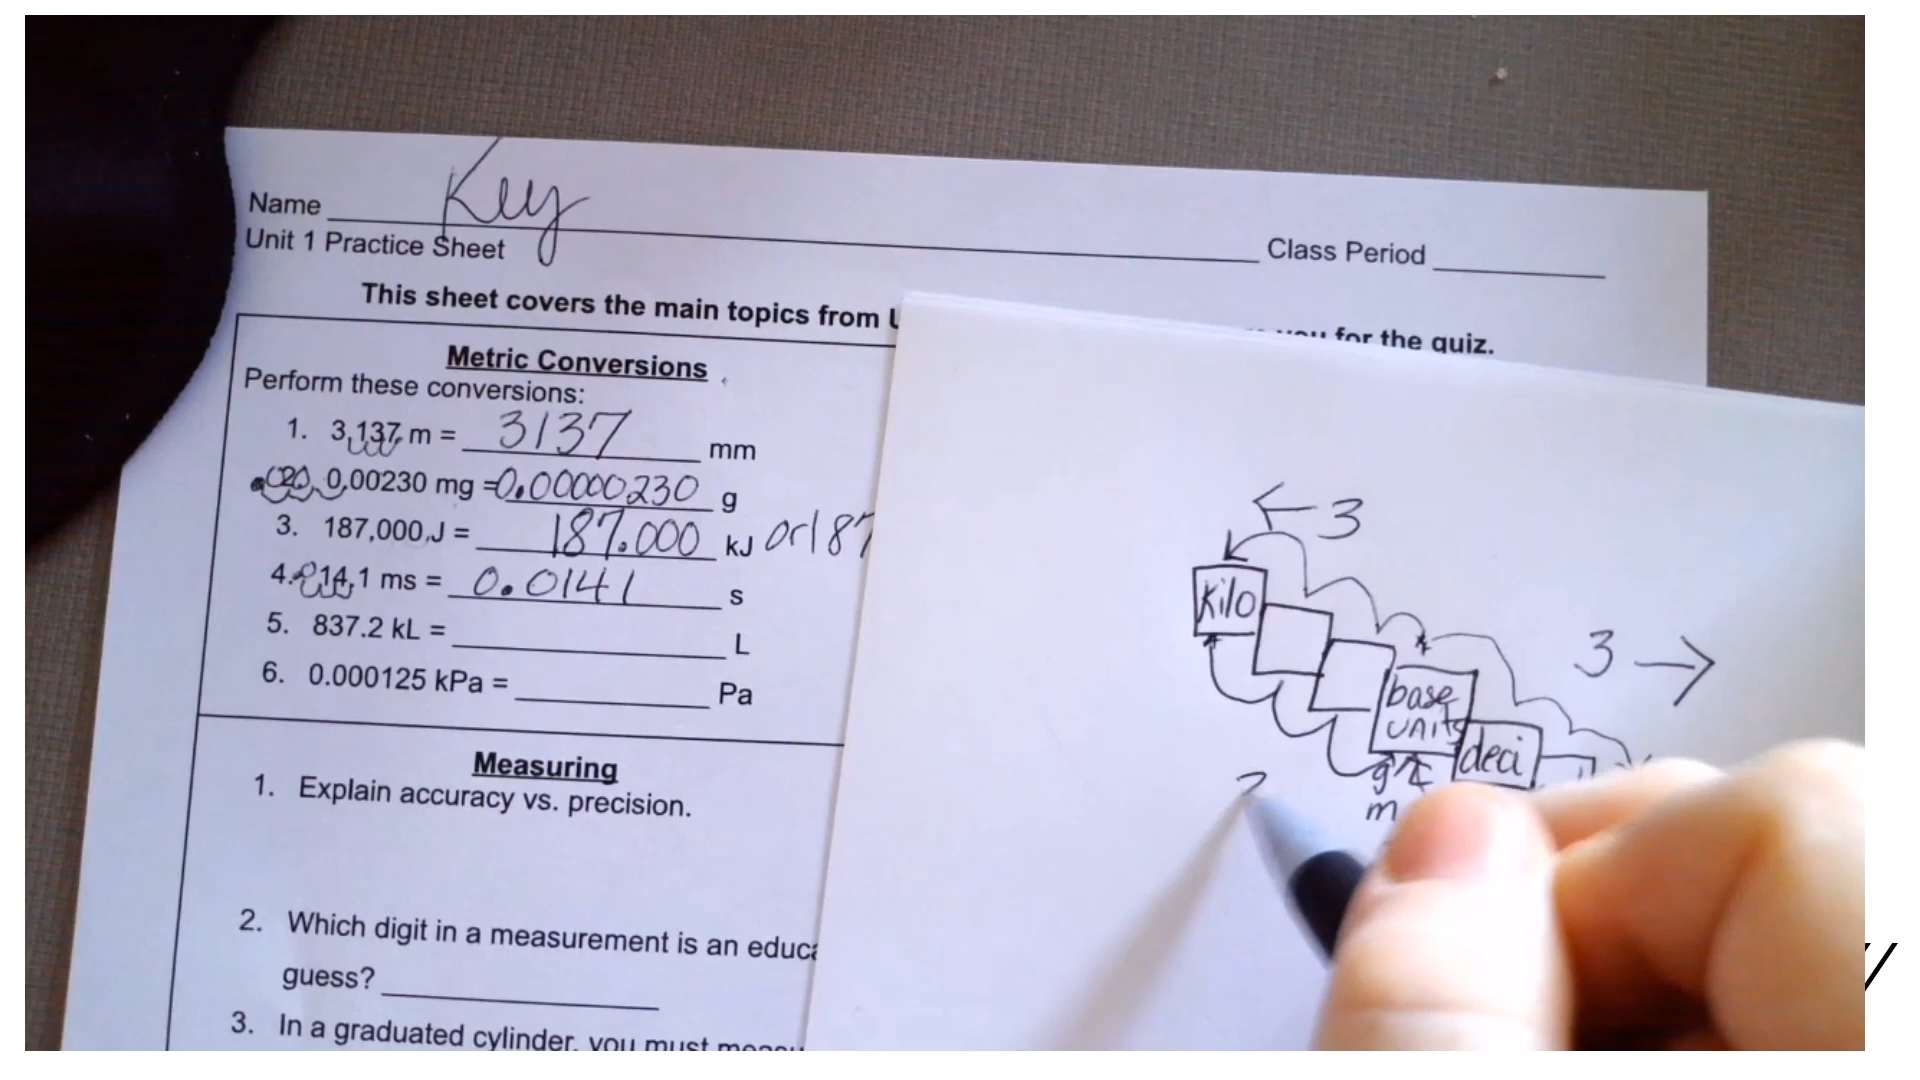 Name Key
Class Period
Unit 1 Practice Sheet
This sheet covers the main topics from
for the quiz.
Metric Conversions
Perform these conversions:
1. 3.137 m = 3137 mm
0.00230 mg = 0.00000230 g
3. 187,000 J = 187.000 kJ or 187
4. 14.1 ms = 0.0141 s
5. 837.2 kL = L
6. 0.000125 kPa = Pa
Measuring
1. Explain accuracy vs. precision.
2. Which digit in a measurement is an educa
guess?
3. In a graduated cylinder, you must
← 3
kilo
3 →
base
units
deci
g L
m